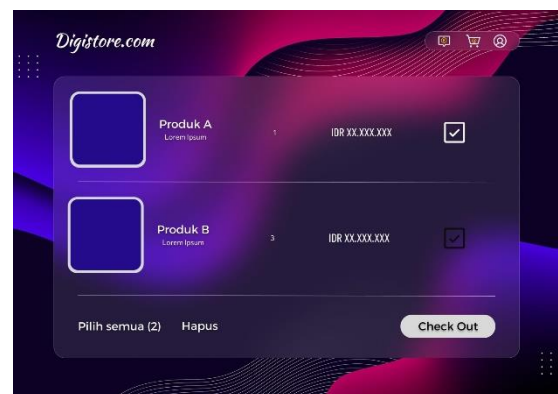 Digistore.com
Produk A
Lorem Ipsum
1
IDR XX.XXX.XXX
Produk B
Lorem Ipsum
3
IDR XX.XXX.XXX
Pilih semua (2)
Hapus
Check Out